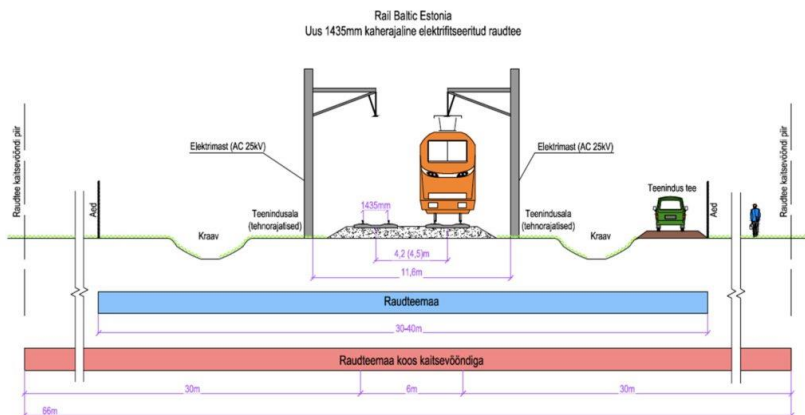 Rail Baltic Estonia
Uus 1435mm kaherajaline elektrifitseeritud raudtee
Raudtee kaitsevööndi piir
Raudtee kaitsevööndi piir
Elektrimast (AC 25kV)
Elektrimast (AC 25kV)
Aed
Kraav
Teenindusala
(tehnorajatised)
1435mm
Teenindusala
(tehnorajatised)
Kraav
Teenindus tee
Aed
4,2 (4,5)m
11,6m
Raudteemaa
30-40m
Raudteemaa koos kaitsevööndiga
30m
6m
30m
66m